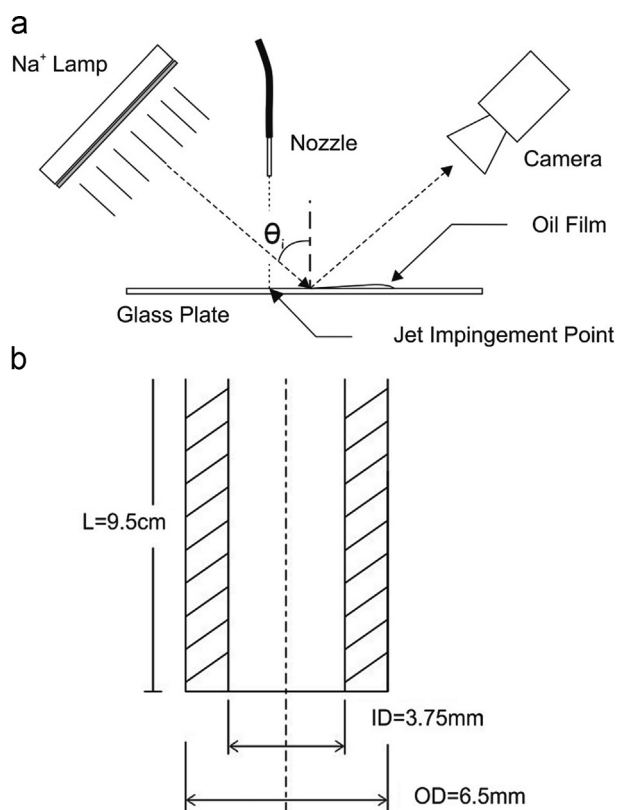 a
Na+ Lamp
Nozzle
Camera
θi
Oil Film
Glass Plate
Jet Impingement Point
b
L=9.5cm
ID=3.75mm
OD=6.5mm